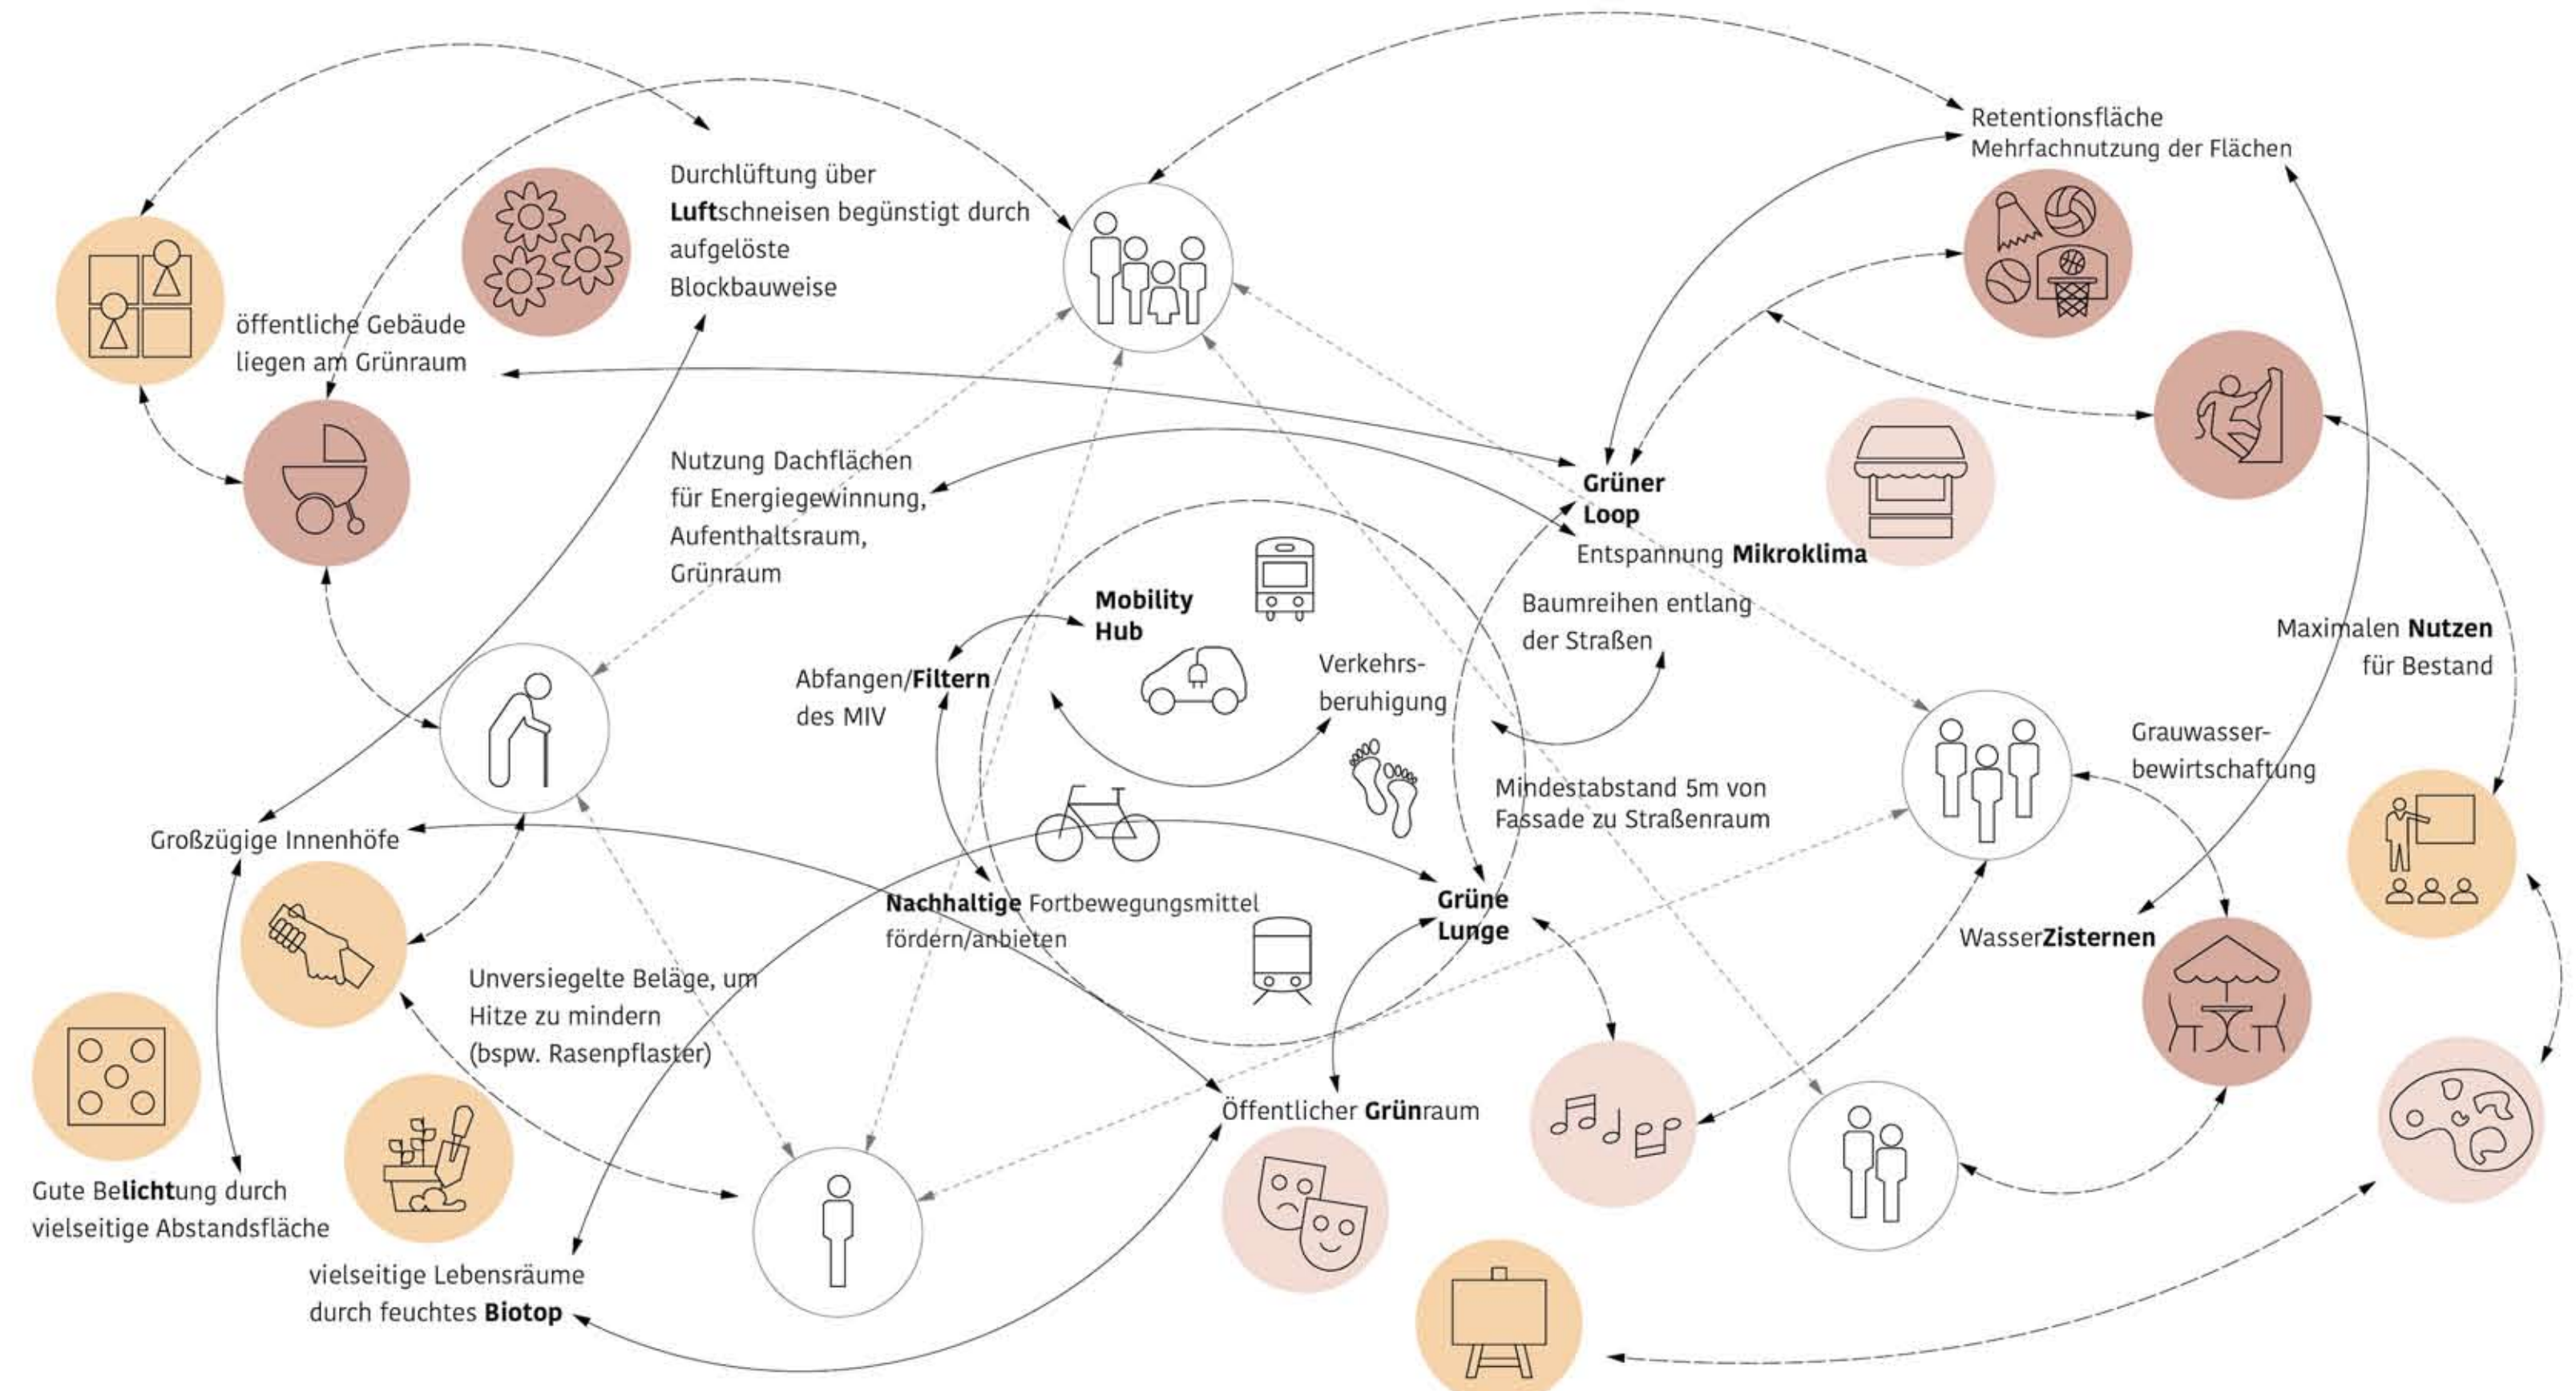 Retentionsfläche
Mehrfachnutzung der Flächen
Durchlüftung über
Luftschneisen begünstigt durch
aufgelöste
Blockbauweise
öffentliche Gebäude
liegen am Grünraum
Nutzung Dachflächen
für Energiegewinnung,
Aufenthaltsraum,
Grünraum
Grüner
Loop
Entspannung Mikroklima
Mobility
Hub
Baumreihen entlang
der Straßen
Maximalen Nutzen
für Bestand
Abfangen/Filtern
des MIV
Verkehrs-
beruhigung
Grauwasser-
bewirtschaftung
Mindestabstand 5m von
Fassade zu Straßenraum
Großzügige Innenhöfe
Nachhaltige Fortbewegungsmittel
fördern/anbieten
Grüne
Lunge
WasserZisternen
Unversiegelte Beläge, um
Hitze zu mindern
(bspw. Rasenpflaster)
Öffentlicher Grünraum
Gute Belichtung durch
vielseitige Abstandsfläche
vielseitige Lebensräume
durch feuchtes Biotop